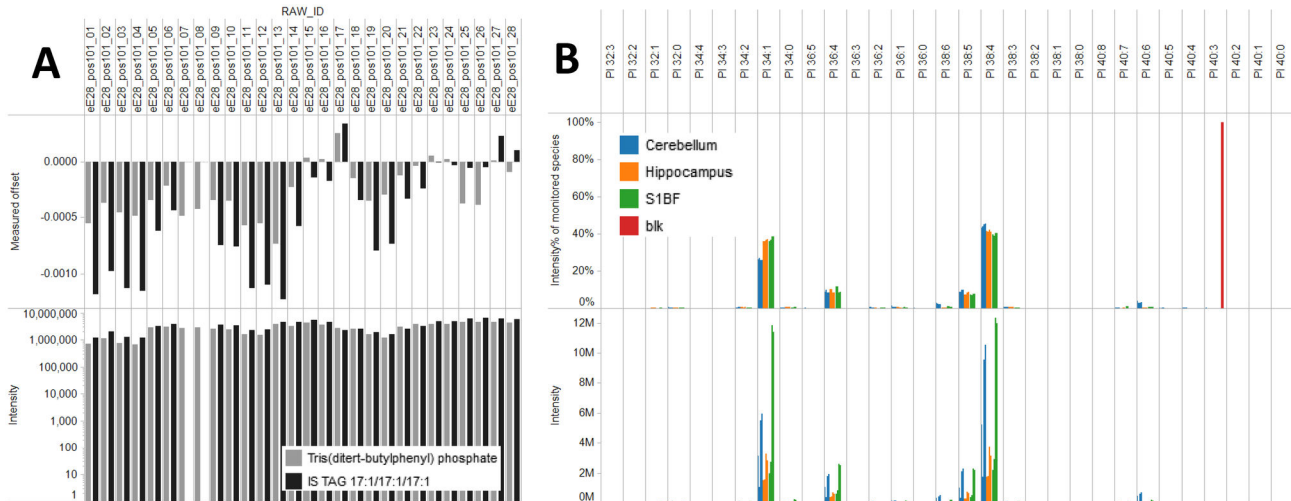 RAW_ID
A
eE28_pos101_01
eE28_pos101_02
eE28_pos101_03
eE28_pos101_04
eE28_pos101_05
eE28_pos101_06
eE28_pos101_07
eE28_pos101_08
eE28_pos101_09
eE28_pos101_10
eE28_pos101_11
eE28_pos101_12
eE28_pos101_13
eE28_pos101_14
eE28_pos101_15
eE28_pos101_16
eE28_pos101_17
eE28_pos101_18
eE28_pos101_19
eE28_pos101_20
eE28_pos101_21
eE28_pos101_22
eE28_pos101_23
eE28_pos101_24
eE28_pos101_25
eE28_pos101_26
eE28_pos101_27
eE28_pos101_28
Measured offset
0.0000
-0.0005
-0.0010
Intensity
10,000,000
1,000,000
100,000
10,000
1,000
100
10
1
Tris(ditert-butylphenyl) phosphate
IS TAG 17:1/17:1/17:1
B
PI 32:3
PI 32:2
PI 32:1
PI 32:0
PI 34:4
PI 34:3
PI 34:2
PI 34:1
PI 34:0
PI 36:5
PI 36:4
PI 36:3
PI 36:2
PI 36:1
PI 36:0
PI 38:6
PI 38:5
PI 38:4
PI 38:3
PI 38:2
PI 38:1
PI 38:0
PI 40:8
PI 40:7
PI 40:6
PI 40:5
PI 40:4
PI 40:3
PI 40:2
PI 40:1
PI 40:0
Intensity% of monitored species
100%
80%
60%
40%
20%
0%
Cerebellum
Hippocampus
S1BF
blk
Intensity
12M
10M
8M
6M
4M
2M
0M